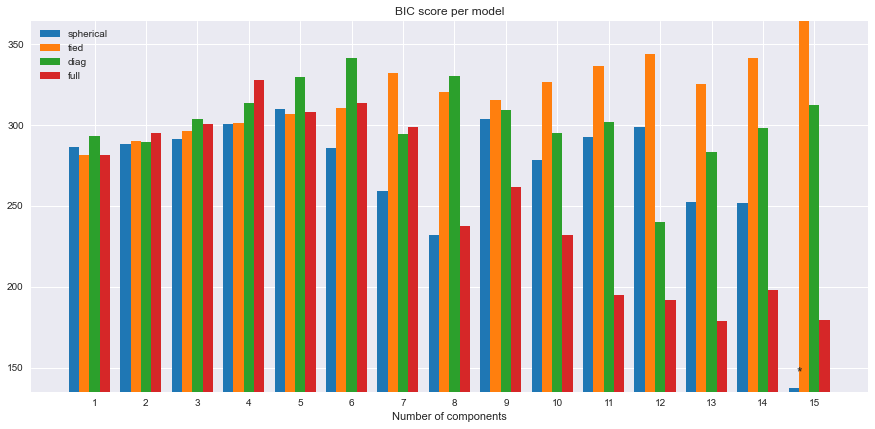 BIC score per model
spherical
tied
diag
full
350
300
250
200
150
*
1 2 3 4 5 6 7 8 9 10 11 12 13 14 15
Number of components